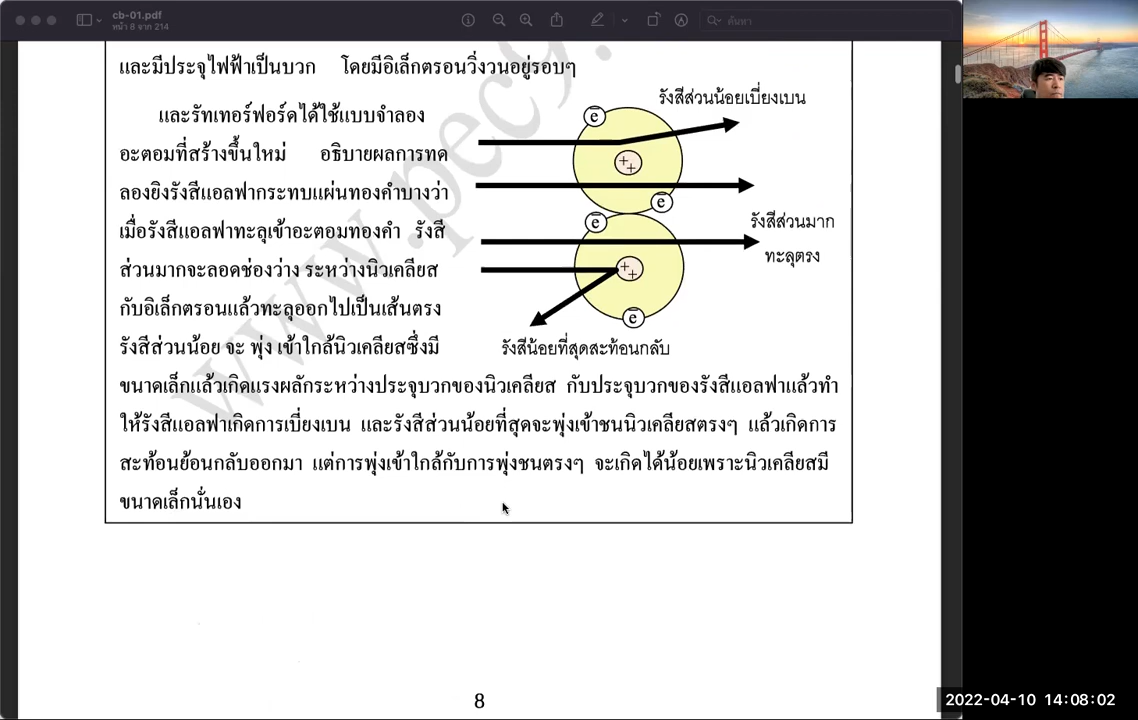 cb-01.pdf
หน้า 8 จาก 214
ค้นหา
และมีประจุไฟฟ้าเป็นบวก โดยมีอิเล็กตรอนวิ่งวนอยู่รอบๆ
และรัทเทอร์ฟอร์ดได้ใช้แบบจำลอง
อะตอมที่สร้างขึ้นใหม่ อธิบายผลการทด
ลองยิงรังสีแอลฟากระทบแผ่นทองคำบางว่า
เมื่อรังสีแอลฟาทะลุเข้าอะตอมทองคำ รังสี
ส่วนมากจะลอดช่องว่าง ระหว่างนิวเคลียส
กับอิเล็กตรอนแล้วทะลุออกไปเป็นเส้นตรง
รังสีส่วนน้อย จะ พุ่ง เข้าใกล้นิวเคลียสซึ่งมี
ขนาดเล็กแล้วเกิดแรงผลักระหว่างประจุบวกของนิวเคลียส กับประจุบวกของรังสีแอลฟาแล้วทำ
ให้รังสีแอลฟาเกิดการเบี่ยงเบน และรังสีส่วนน้อยที่สุดจะพุ่งเข้าชนนิวเคลียสตรงๆ แล้วเกิดการ
สะท้อนย้อนกลับออกมา แต่การพุ่งเข้าใกล้กับการพุ่งชนตรงๆ จะเกิดได้น้อยเพราะนิวเคลียสมี
ขนาดเล็กนั่นเอง
รังสีส่วนน้อยเบี่ยงเบน
e̅
+
+
e̅
e̅
รังสีส่วนมาก
ทะลุตรง
+
+
e̅
รังสีน้อยที่สุดสะท้อนกลับ
www.pec9.
8
2022-04-10 14:08:02